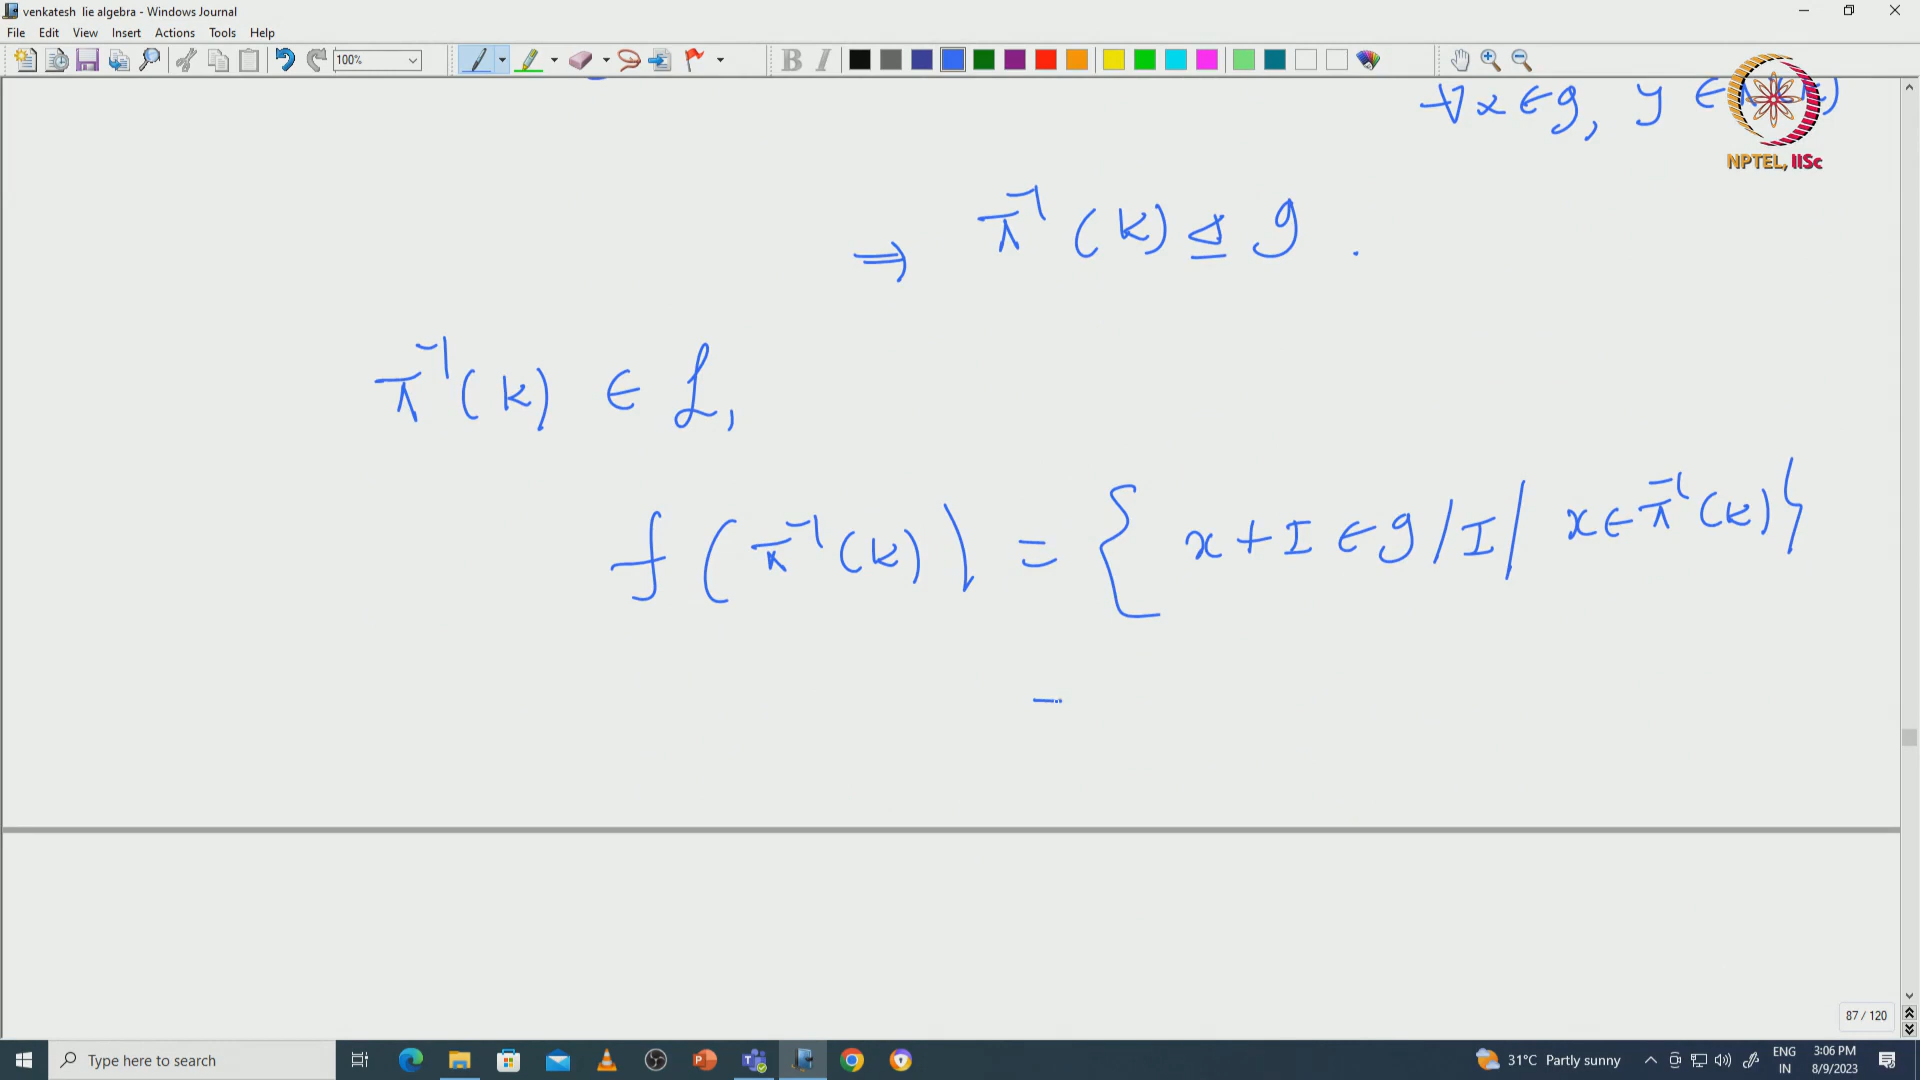 venkatesh lie algebra - Windows Journal
File Edit View Insert Actions Tools Help
100%
B I
∀x∈g, y ∈
NPTEL, IISc
⇒ π⁻¹(k) ⊴ g .
π⁻¹(k) ∈ ℒ,
f(π⁻¹(k)) = { x+I ∈ g/I | x∈π⁻¹(k)}
87 / 120
Type here to search
31°C Partly sunny
ENG
IN
3:06 PM
8/9/2023